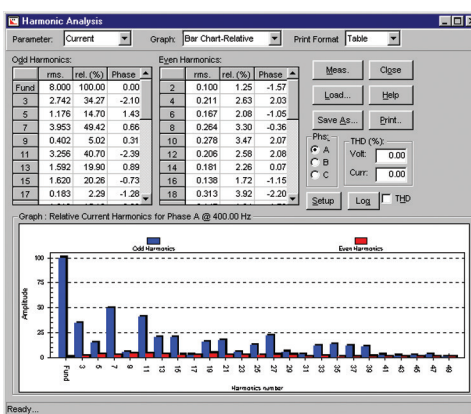 Harmonic Analysis
Parameter: Current Graph: Bar Chart-Relative Print Format Table
Odd Harmonics:
rms. rel. (%) Phase
Fund 8.000 100.00 0.00
3 2.742 34.27 -2.10
5 1.176 14.70 1.43
7 3.953 49.42 0.66
9 0.402 5.02 0.31
11 3.256 40.70 -2.39
13 1.592 19.90 0.89
15 1.620 20.26 -0.73
17 0.183 2.29 -1.28
Even Harmonics:
rms. rel. (%) Phase
2 0.100 1.25 -1.57
4 0.211 2.63 2.03
6 0.167 2.08 -1.05
8 0.264 3.30 -0.36
10 0.278 3.47 2.07
12 0.206 2.58 2.08
14 0.181 2.26 0.07
16 0.138 1.72 -1.15
18 0.313 3.92 -2.20
Meas. Close
Load... Help
Save As... Print..
Phs:
A
B
C
THD (%):
Volt: 0.00
Curr: 0.00
Setup Log THD
Graph : Relative Current Harmonics for Phase A @ 400.00 Hz
Odd Harmonics Even Harmonics
Amplitude
100
75
50
25
0
Fund 3 5 7 9 11 13 15 17 19 21 23 25 27 29 31 33 35 37 39 41 43 45 47 49
Harmonics number
Ready...